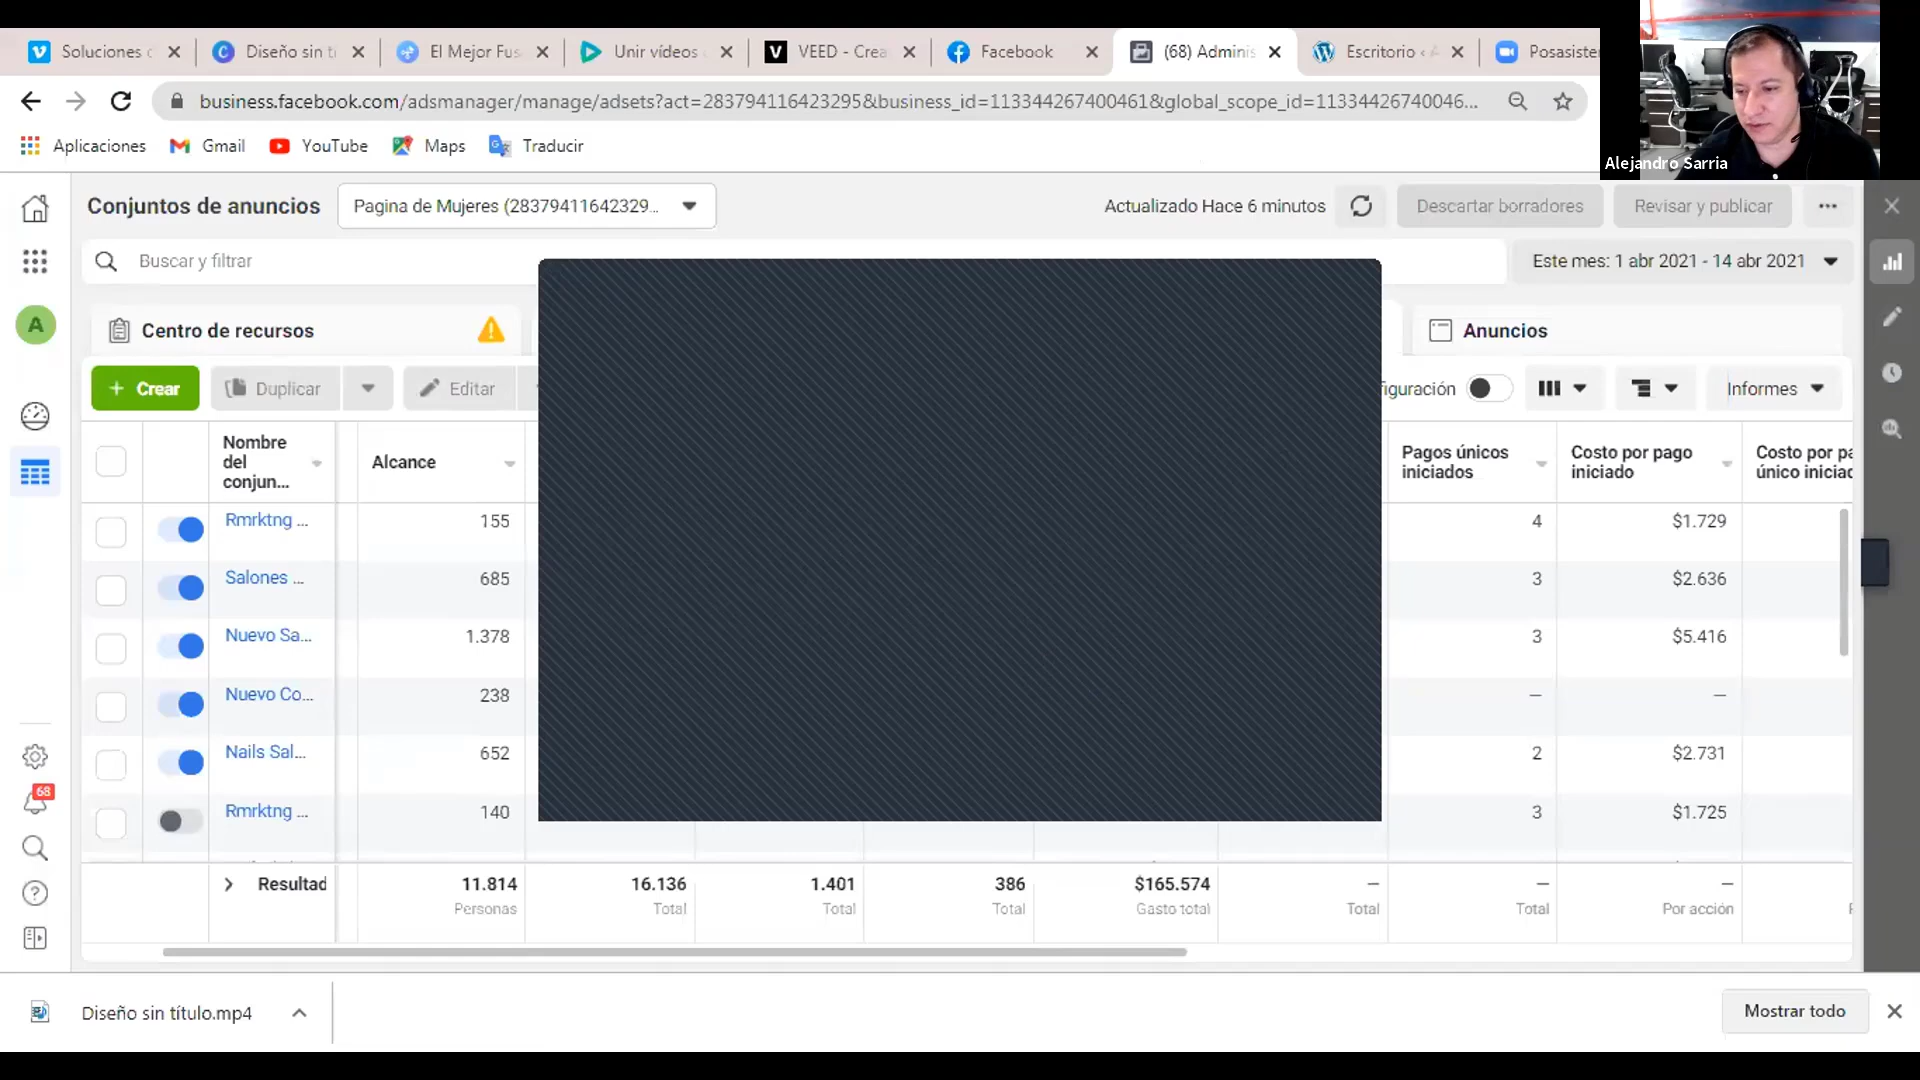 Soluciones
Diseño sin
El Mejor Fus
Unir vídeos
VEED - Crea
Facebook
(68) Adminis
Escritorio ‹
Posasiste
business.facebook.com/adsmanager/manage/adsets?act=283794116423295&business_id=113344267400461&global_scope_id=11334426740046...
Aplicaciones
Gmail
YouTube
Maps
Traducir
Alejandro Sarria
Conjuntos de anuncios
Pagina de Mujeres (28379411642329...
Actualizado Hace 6 minutos
Descartar borradores
Revisar y publicar
Buscar y filtrar
Este mes: 1 abr 2021 - 14 abr 2021
A
Centro de recursos
Anuncios
+ Crear
Duplicar
Editar
iguración
Informes
Nombre
del
conjun...
Alcance
Pagos únicos
iniciados
Costo por pago
iniciado
Costo por pa
único iniciad
Rmrktng ...
155
4
$1.729
Salones ...
685
3
$2.636
Nuevo Sa...
1.378
3
$5.416
Nuevo Co...
238
—
—
Nails Sal...
652
2
$2.731
Rmrktng ...
140
3
$1.725
68
Resultad
11.814
16.136
1.401
386
$165.574
—
—
—
Personas
Total
Total
Total
Gasto total
Total
Total
Por acción
Diseño sin título.mp4
Mostrar todo